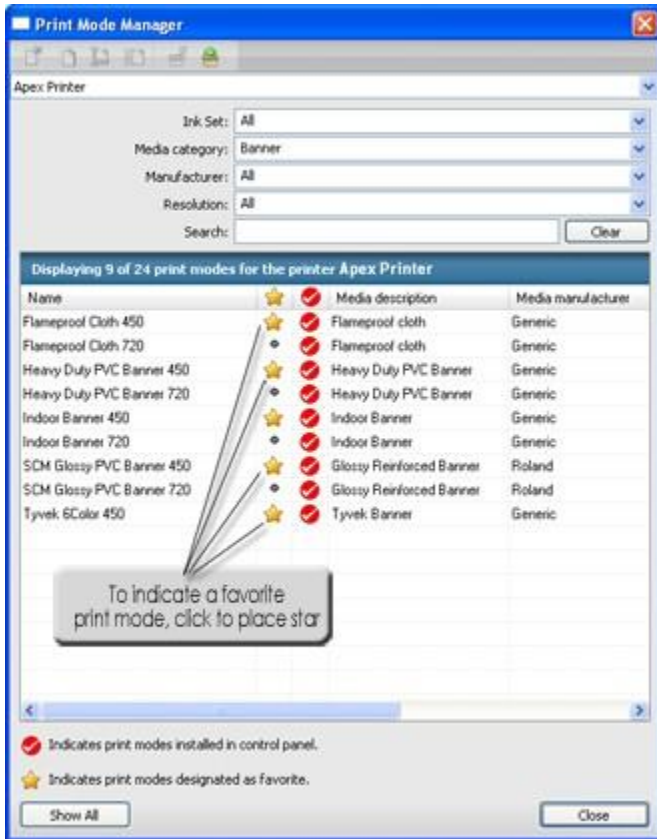 Print Mode Manager
Apex Printer
Ink Set: All
Media category: Banner
Manufacturer: All
Resolution: All
Search: Clear
Displaying 9 of 24 print modes for the printer Apex Printer
Name Media description Media manufacturer
Flameproof Cloth 450 Flameproof cloth Generic
Flameproof Cloth 720 Flameproof cloth Generic
Heavy Duty PVC Banner 450 Heavy Duty PVC Banner Generic
Heavy Duty PVC Banner 720 Heavy Duty PVC Banner Generic
Indoor Banner 450 Indoor Banner Generic
Indoor Banner 720 Indoor Banner Generic
SCM Glossy PVC Banner 450 Glossy Reinforced Banner Roland
SCM Glossy PVC Banner 720 Glossy Reinforced Banner Roland
Tyvek 6Color 450 Tyvek Banner Generic
To indicate a favorite
print mode, click to place star
Indicates print modes installed in control panel.
Indicates print modes designated as favorite.
Show All Close